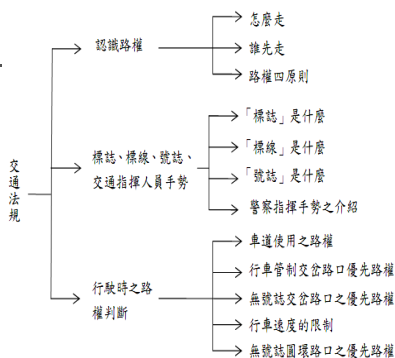 交通法規
認識路權
怎麼走
誰先走
路權四原則
標誌、標線、號誌、
交通指揮人員手勢
「標誌」是什麼
「標線」是什麼
「號誌」是什麼
警察指揮手勢之介紹
行駛時之路
權判斷
車道使用之路權
行車管制交岔路口優先路權
無號誌交岔路口之優先路權
行車速度的限制
無號誌圓環路口之優先路權